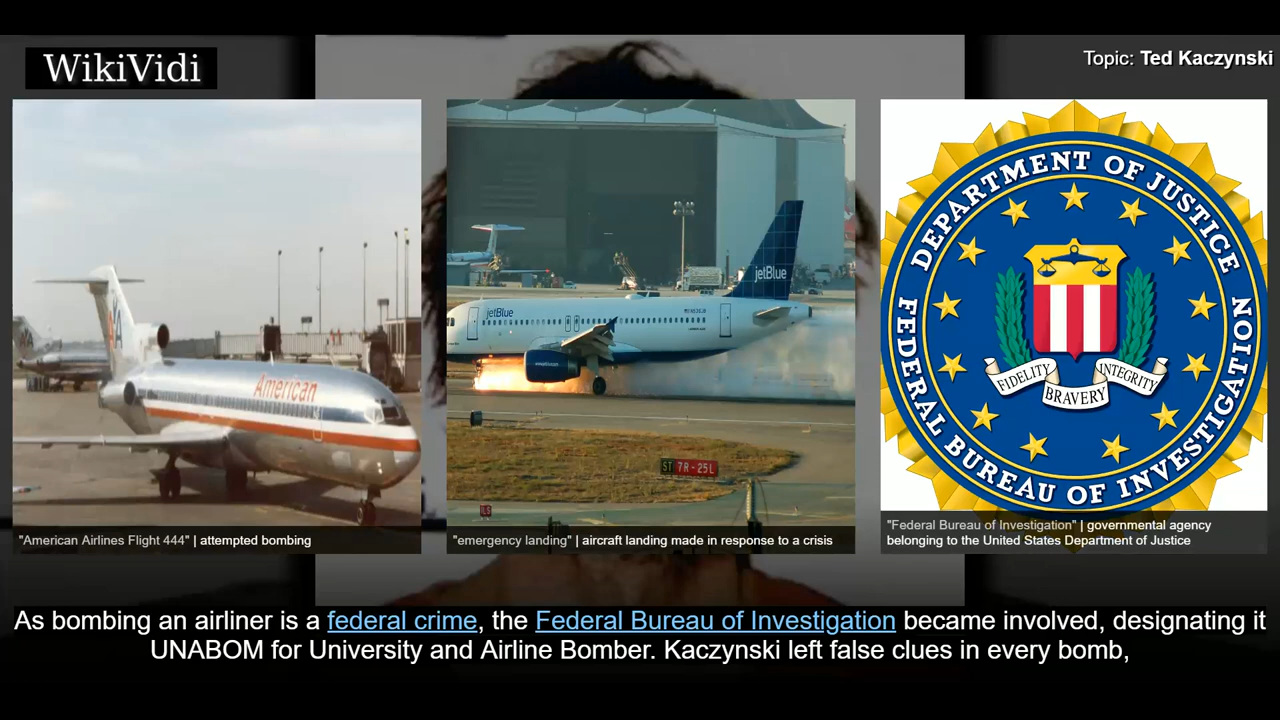 WikiVidi
Topic: Ted Kaczynski
American
jetBlue
jetBlue
ST 7R-25L
DEPARTMENT OF JUSTICE
FEDERAL BUREAU OF INVESTIGATION
FIDELITY
BRAVERY
INTEGRITY
"American Airlines Flight 444" | attempted bombing
"emergency landing" | aircraft landing made in response to a crisis
"Federal Bureau of Investigation" | governmental agency
belonging to the United States Department of Justice
As bombing an airliner is a federal crime, the Federal Bureau of Investigation became involved, designating it
UNABOM for University and Airline Bomber. Kaczynski left false clues in every bomb,